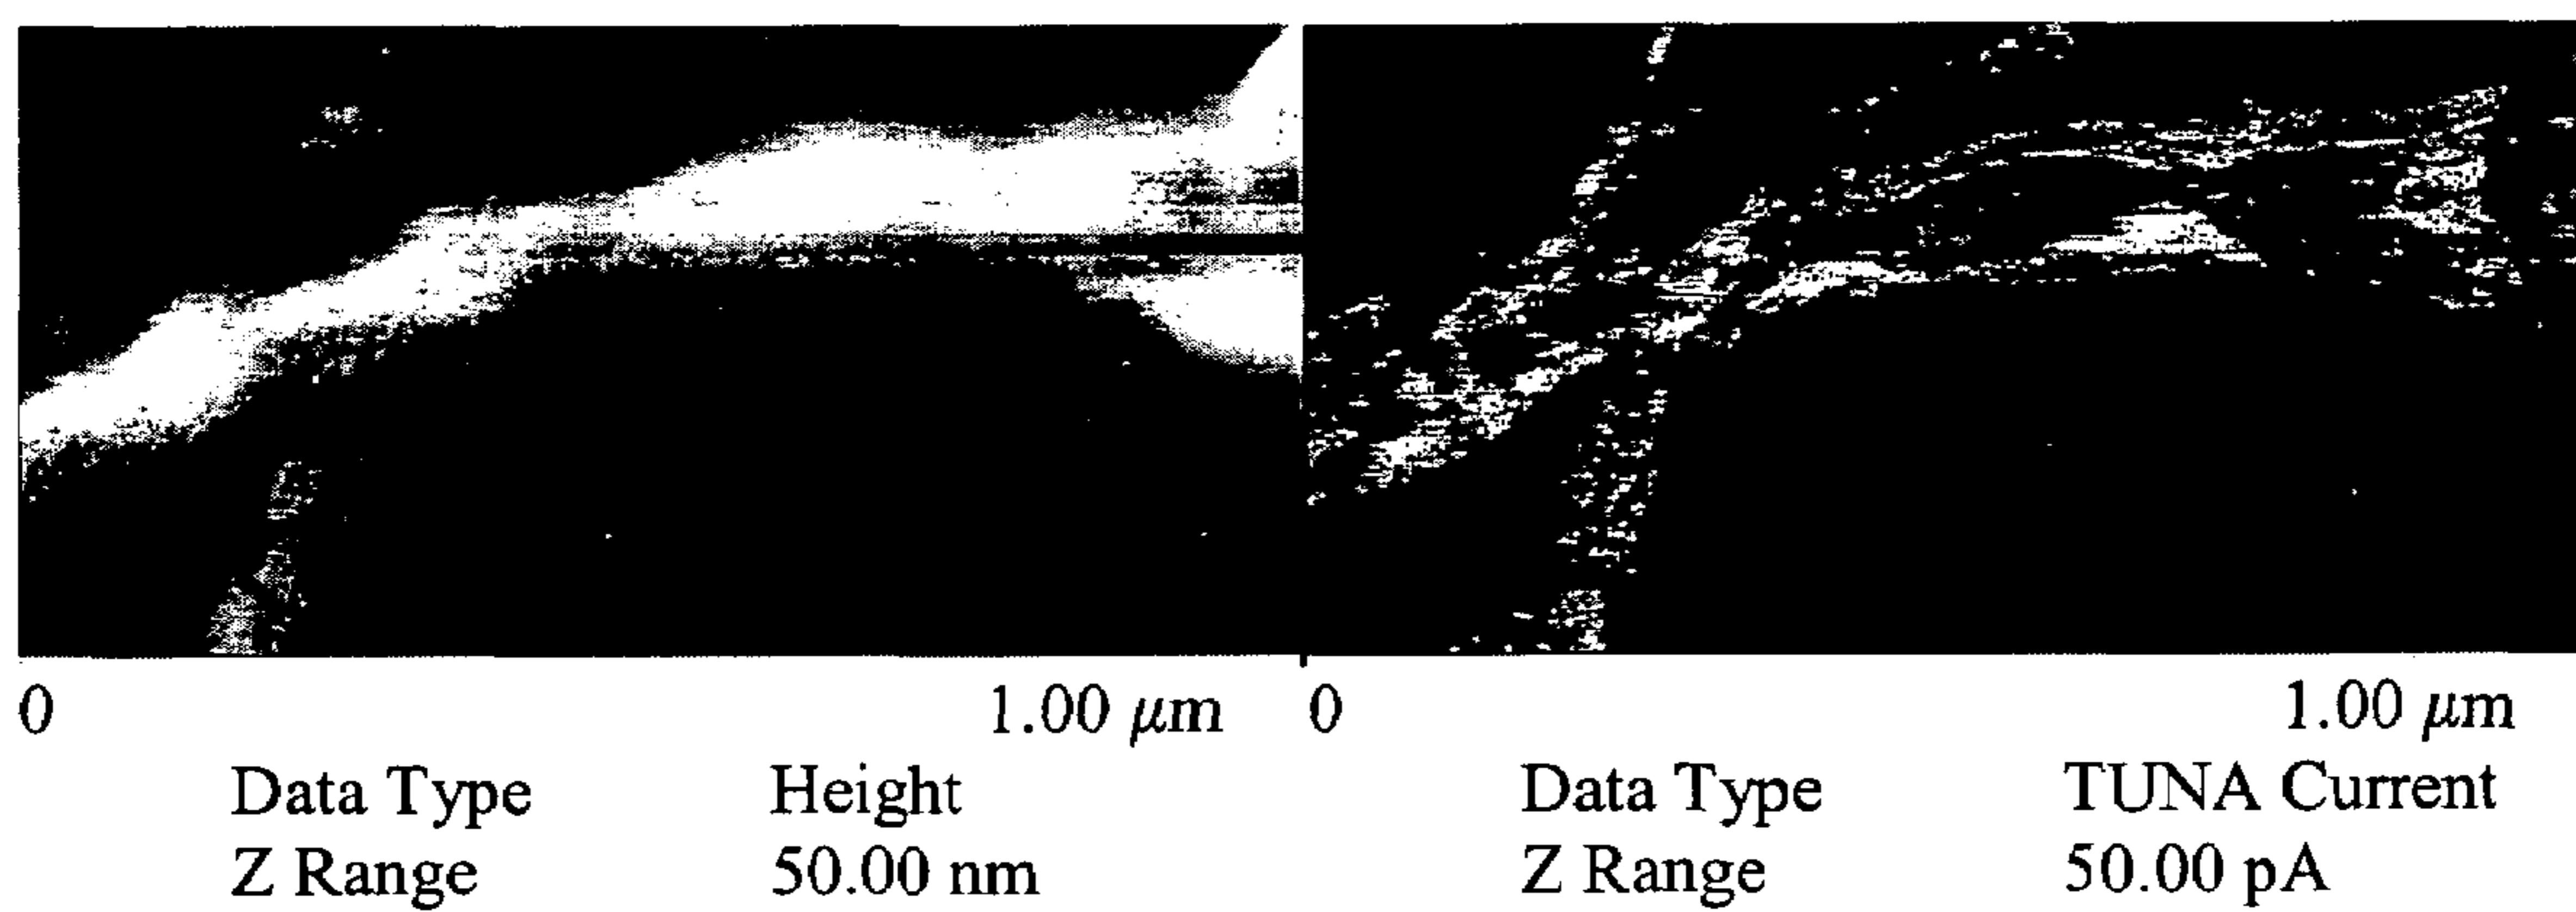 0 1.00 μm 0 1.00 μm
Data Type Height Data Type TUNA Current
Z Range 50.00 nm Z Range 50.00 pA